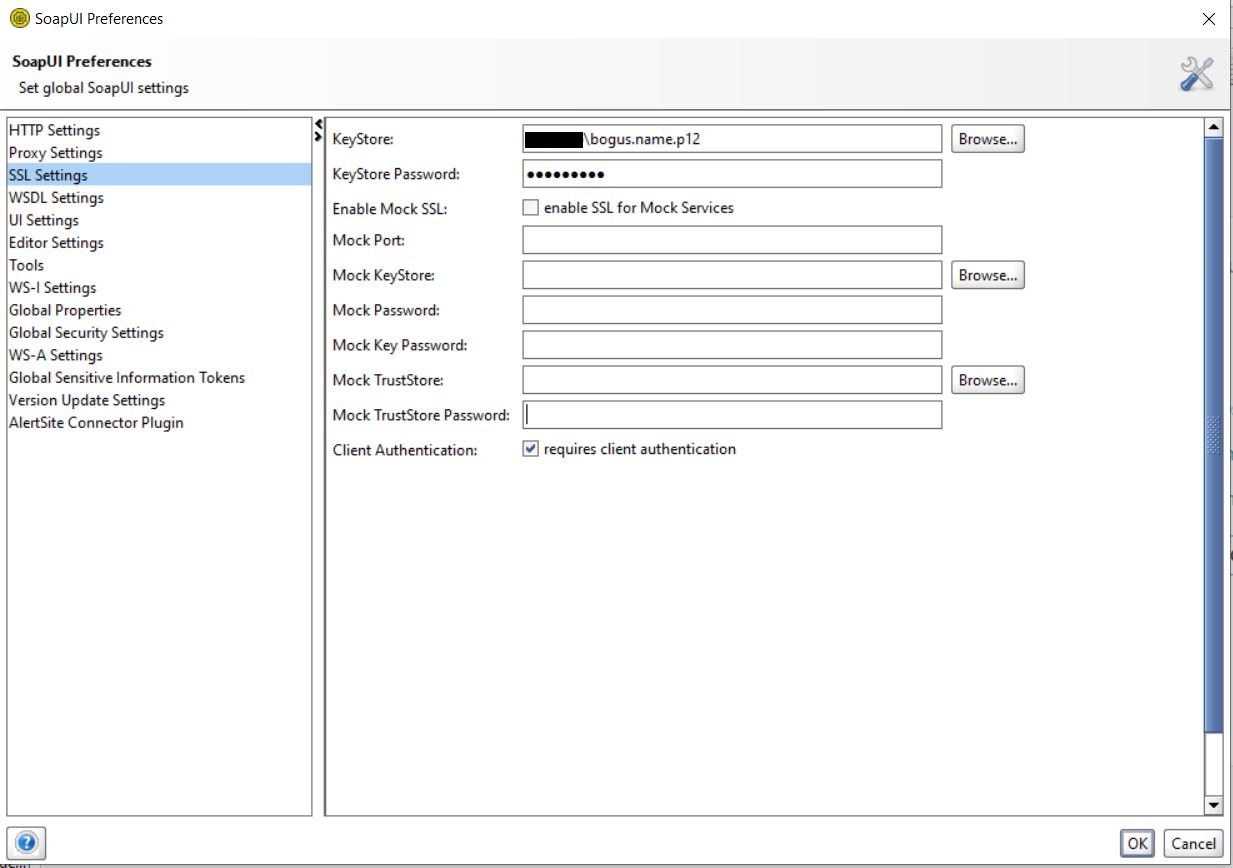 SoapUI Preferences
SoapUI Preferences
Set global SoapUI settings
HTTP Settings
Proxy Settings
SSL Settings
WSDL Settings
UI Settings
Editor Settings
Tools
WS-I Settings
Global Properties
Global Security Settings
WS-A Settings
Global Sensitive Information Tokens
Version Update Settings
AlertSite Connector Plugin
KeyStore: \bogus.name.p12 Browse...
KeyStore Password: •••••••••
Enable Mock SSL: enable SSL for Mock Services
Mock Port:
Mock KeyStore: Browse...
Mock Password:
Mock Key Password:
Mock TrustStore: Browse...
Mock TrustStore Password:
Client Authentication: requires client authentication
?
OK Cancel